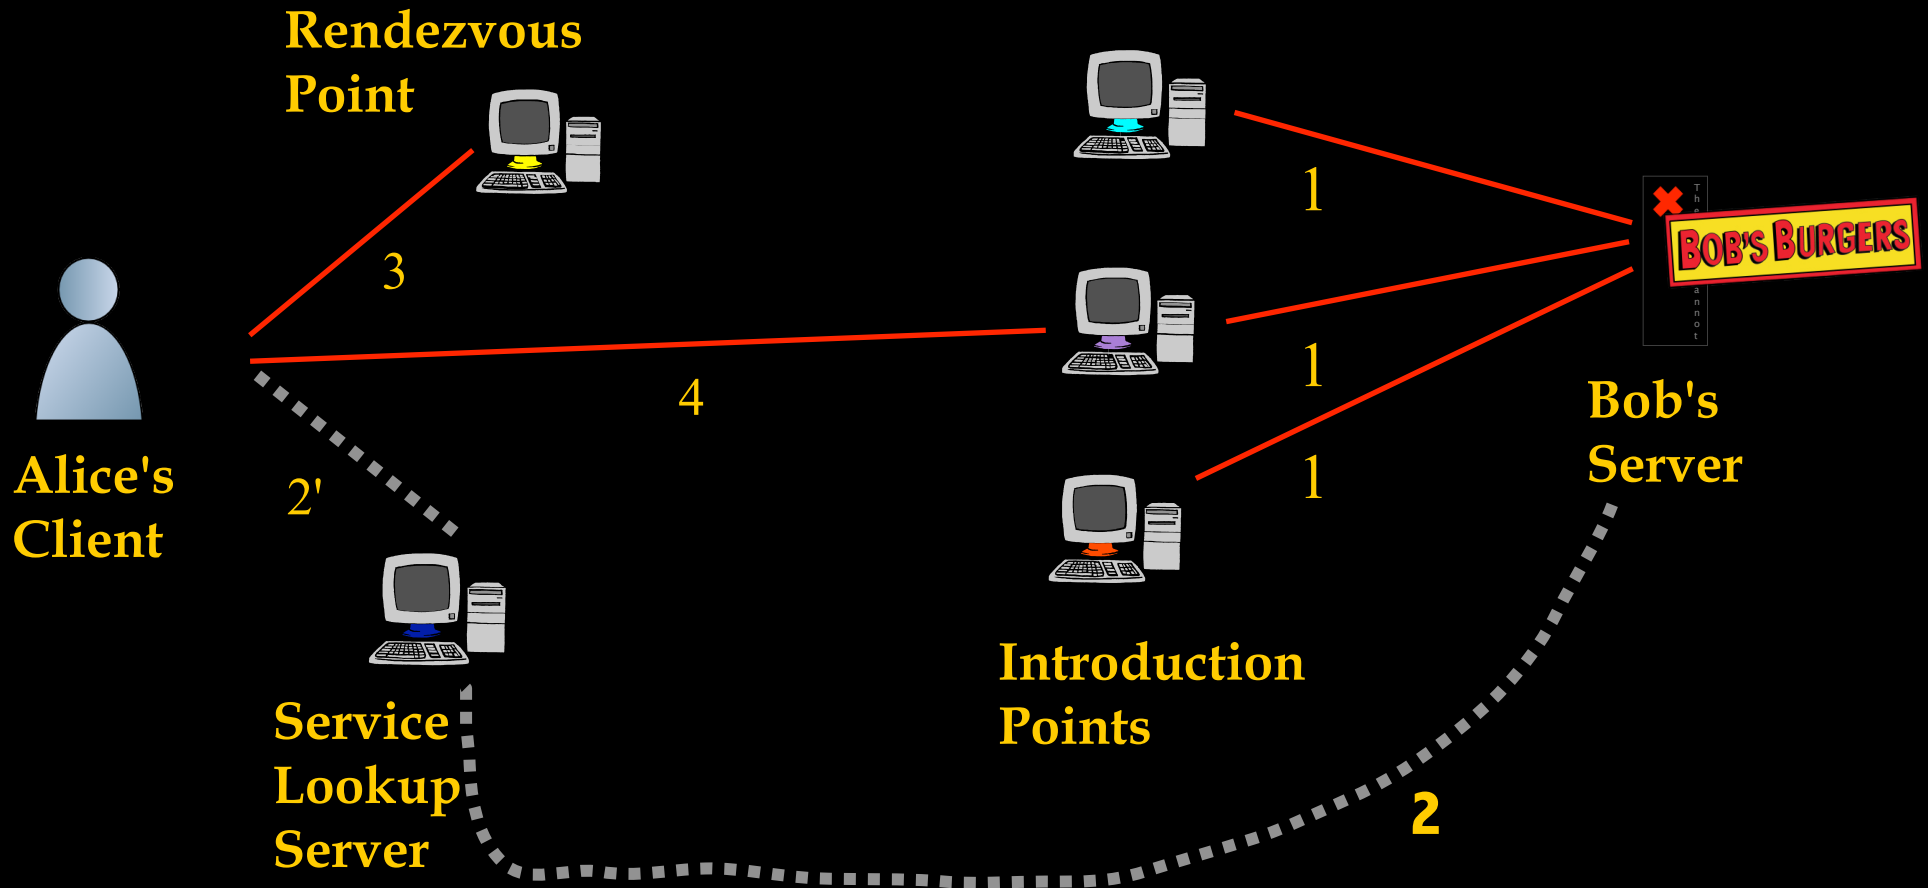 Rendezvous
Point
1
BOB'S BURGERS
3
1
4
Bob's
Server
Alice's
Client
2'
1
Introduction
Points
Service
Lookup
Server
2